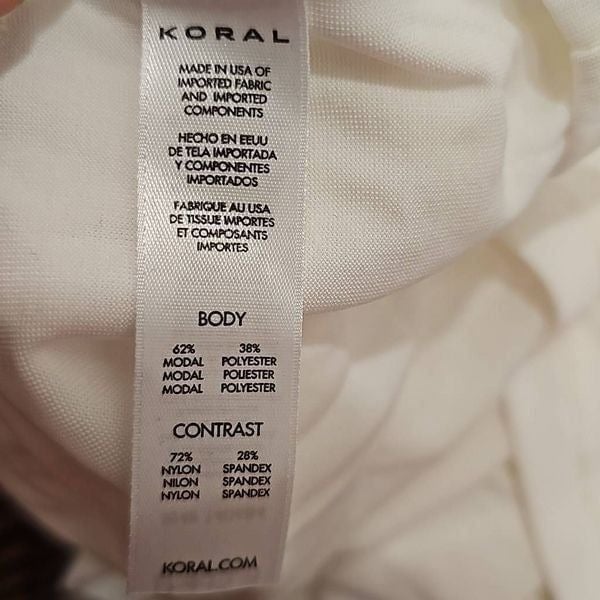 KORAL
MADE IN USA OF
IMPORTED FABRIC
AND IMPORTED
COMPONENTS
HECHO EN EEUU
DE TELA IMPORTADA
Y COMPONENTES
IMPORTADOS
FABRIQUE AU USA
DE TISSUE IMPORTES
ET COMPOSANTS
IMPORTES
BODY
62% 38%
MODAL POLYESTER
MODAL POLIESTER
MODAL POLYESTER
CONTRAST
72% 28%
NYLON SPANDEX
NILON SPANDEX
NYLON SPANDEX
KORAL.COM